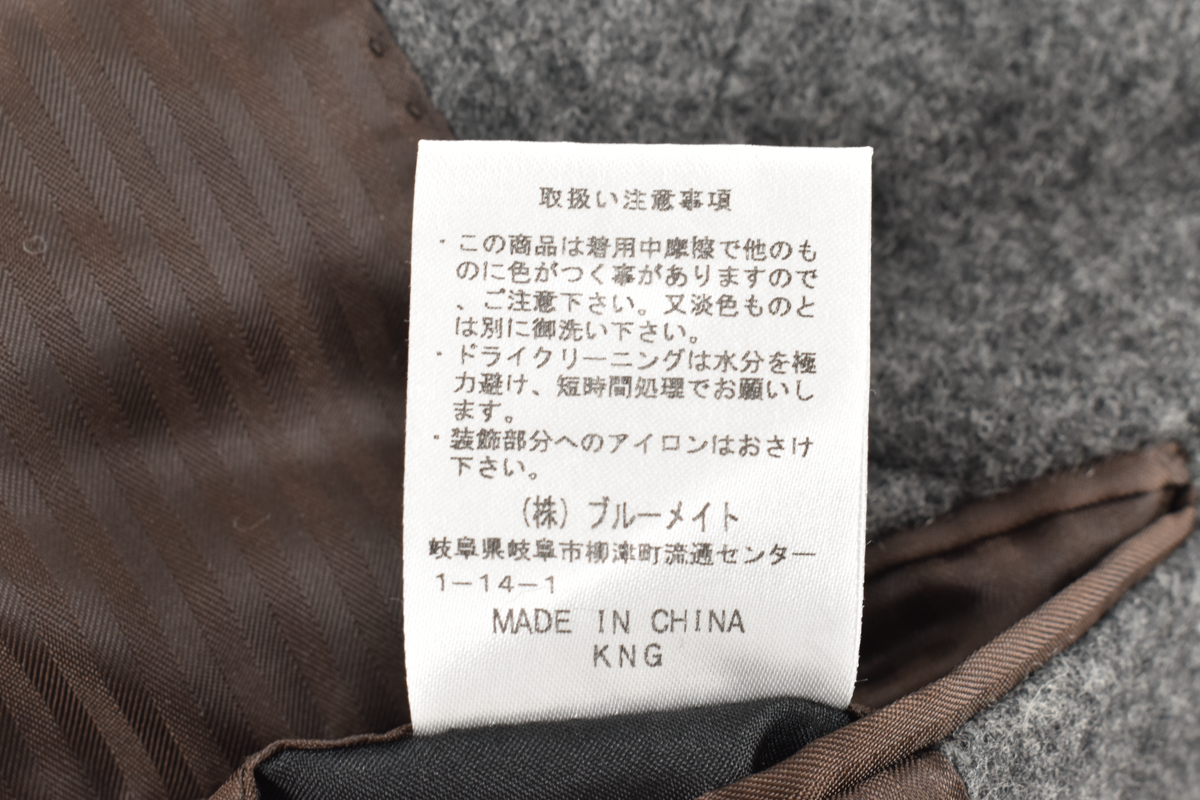 取扱い注意事項
・この商品は着用中摩擦で他のも
のに色がつく事がありますので
、ご注意下さい。又淡色ものと
は別に御洗い下さい。
・ドライクリーニングは水分を極
力避け、短時間処理でお願いし
ます。
・装飾部分へのアイロンはおさけ
下さい。
（株）ブルーメイト
岐阜県岐阜市柳津町流通センター
1－14－1
MADE IN CHINA
KNG